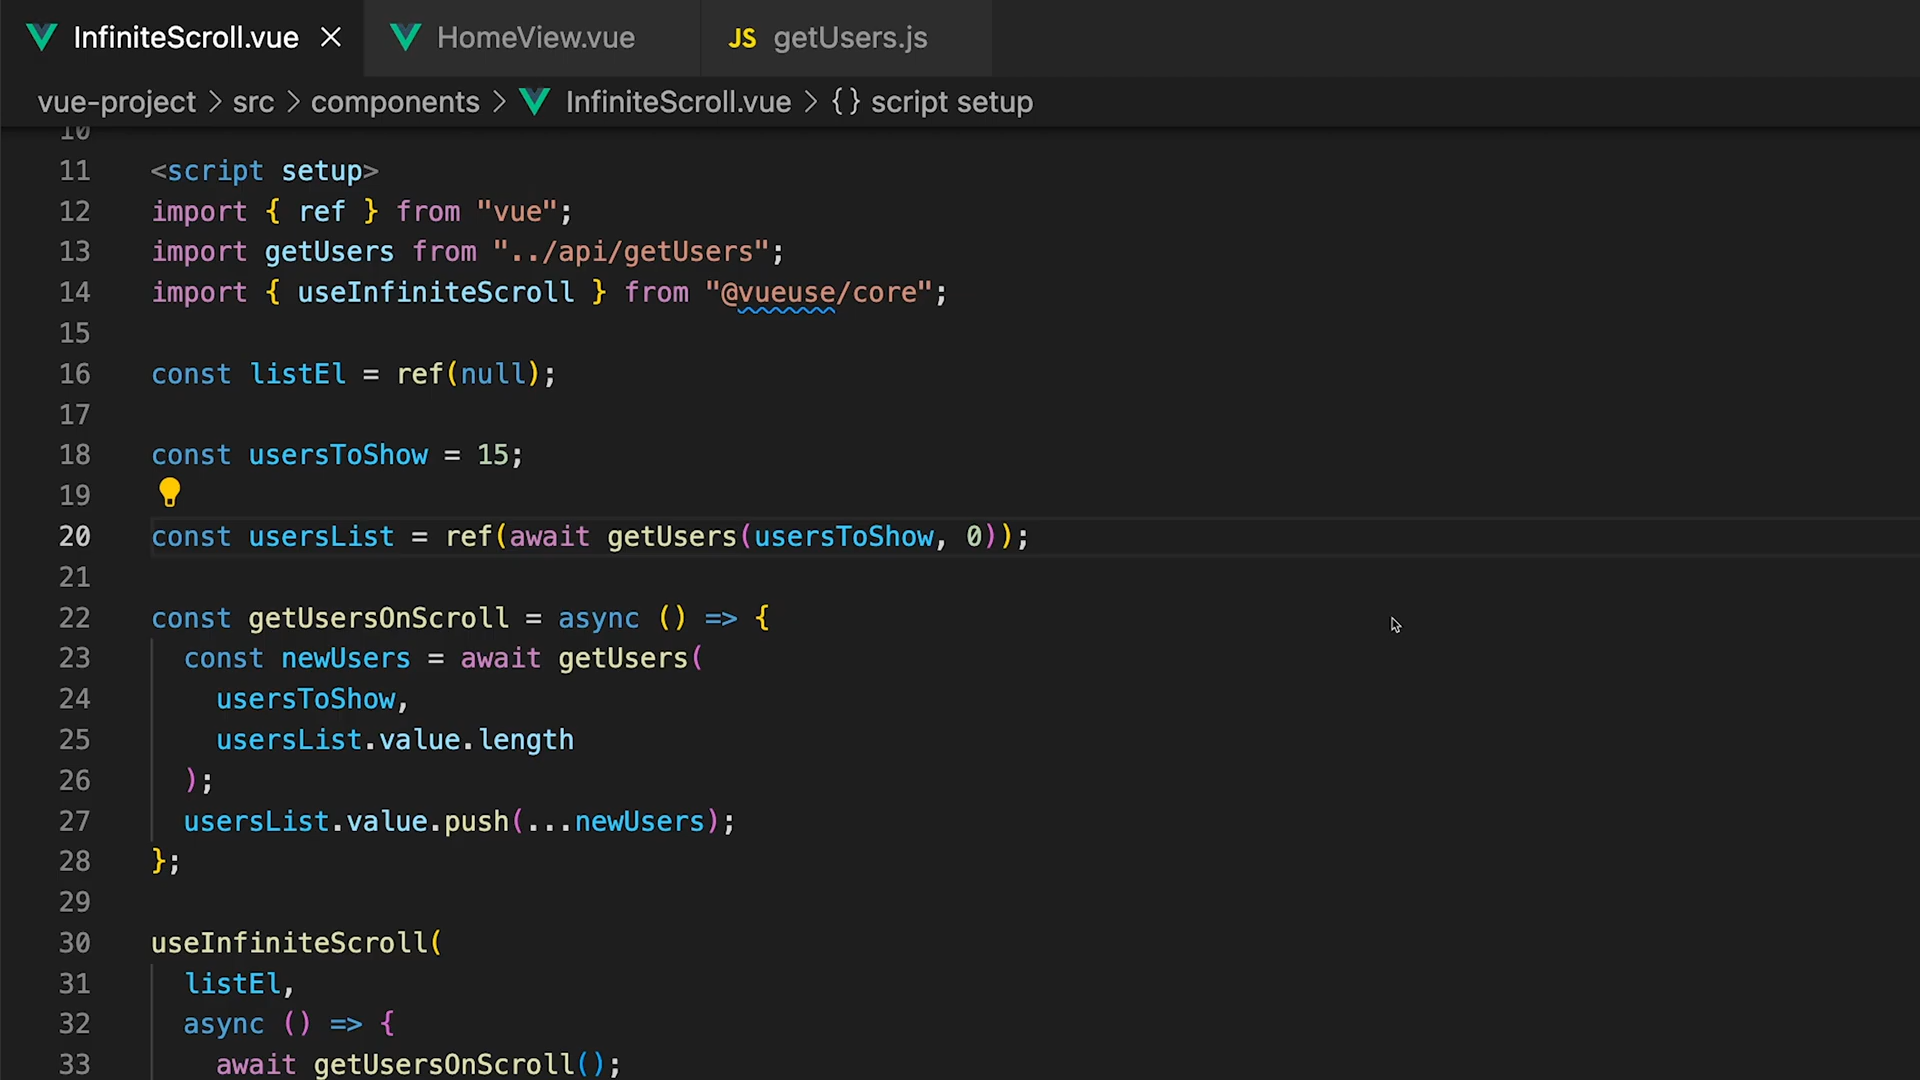 InfiniteScroll.vue × HomeView.vue JS getUsers.js
vue-project > src > components > InfiniteScroll.vue > {} script setup
10
11 <script setup>
12 import { ref } from "vue";
13 import getUsers from "../api/getUsers";
14 import { useInfiniteScroll } from "@vueuse/core";
15
16 const listEl = ref(null);
17
18 const usersToShow = 15;
19
20 const usersList = ref(await getUsers(usersToShow, 0));
21
22 const getUsersOnScroll = async () => {
23 const newUsers = await getUsers(
24 usersToShow,
25 usersList.value.length
26 );
27 usersList.value.push(...newUsers);
28 };
29
30 useInfiniteScroll(
31 listEl,
32 async () => {
33 await getUsersOnScroll();